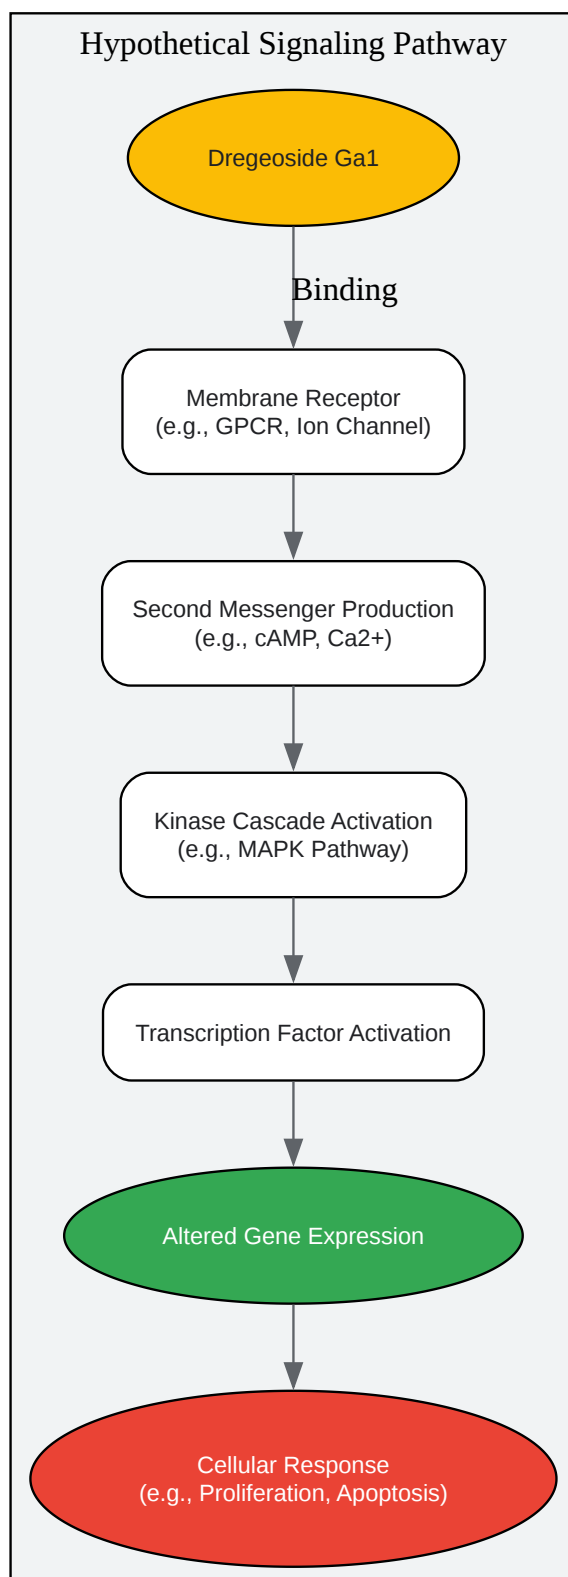 Hypothetical Signaling Pathway
Dregeoside Ga1
Binding
Membrane Receptor
(e.g., GPCR, Ion Channel)
Second Messenger Production
(e.g., cAMP, Ca2+)
Kinase Cascade Activation
(e.g., MAPK Pathway)
Transcription Factor Activation
Altered Gene Expression
Cellular Response
(e.g., Proliferation, Apoptosis)